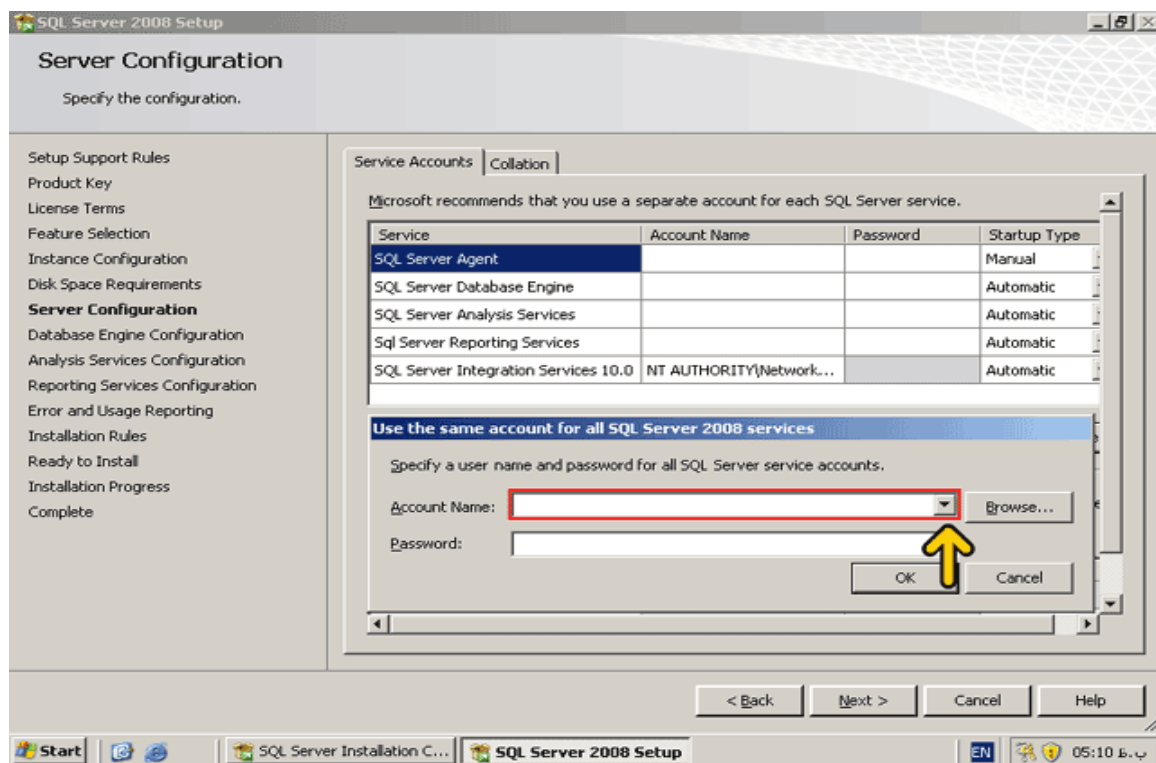 SQL Server 2008 Setup
Server Configuration
Specify the configuration.
Setup Support Rules
Product Key
License Terms
Feature Selection
Instance Configuration
Disk Space Requirements
Server Configuration
Database Engine Configuration
Analysis Services Configuration
Reporting Services Configuration
Error and Usage Reporting
Installation Rules
Ready to Install
Installation Progress
Complete
Service Accounts Collation
Microsoft recommends that you use a separate account for each SQL Server service.
Service Account Name Password Startup Type
SQL Server Agent Manual
SQL Server Database Engine Automatic
SQL Server Analysis Services Automatic
Sql Server Reporting Services Automatic
SQL Server Integration Services 10.0 NT AUTHORITY\Network... Automatic
Use the same account for all SQL Server 2008 services
Specify a user name and password for all SQL Server service accounts.
Account Name: Browse...
Password:
OK Cancel
< Back Next > Cancel Help
Start SQL Server Installation C... SQL Server 2008 Setup EN 05:10 ب.ظ